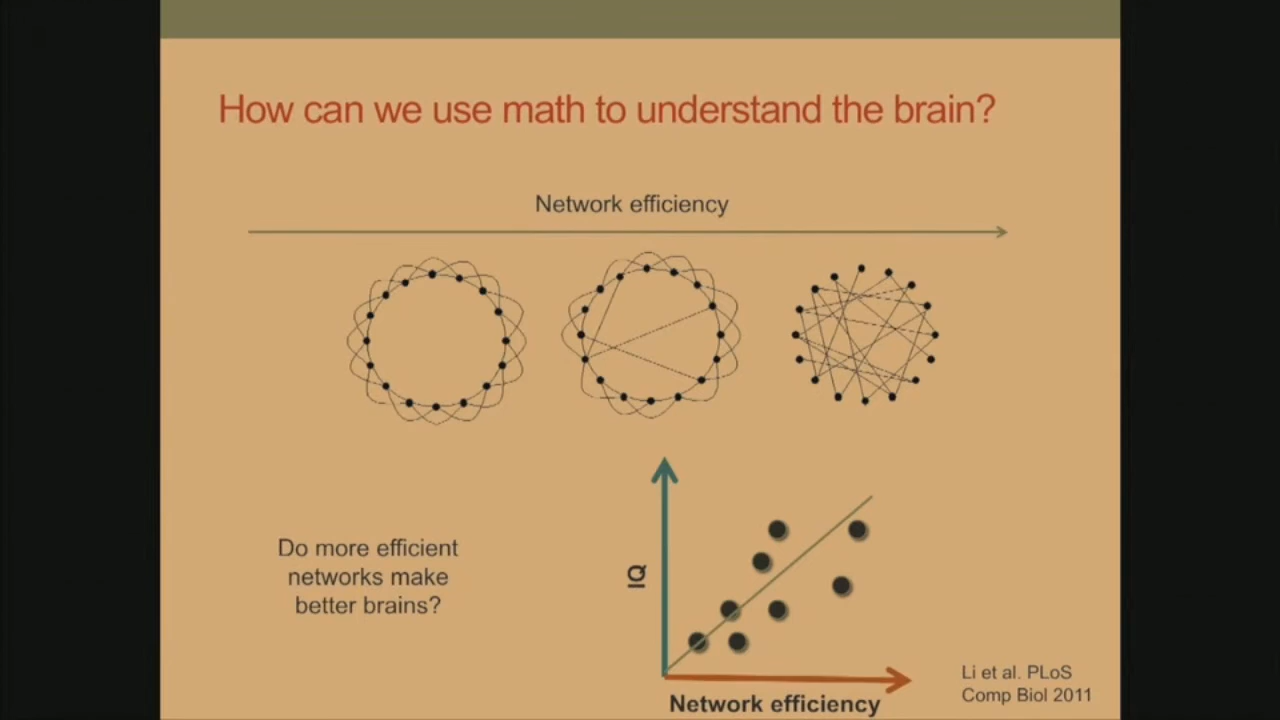 How can we use math to understand the brain?
Network efficiency
Do more efficient
networks make
better brains?
IQ
Network efficiency
Li et al. PLoS
Comp Biol 2011